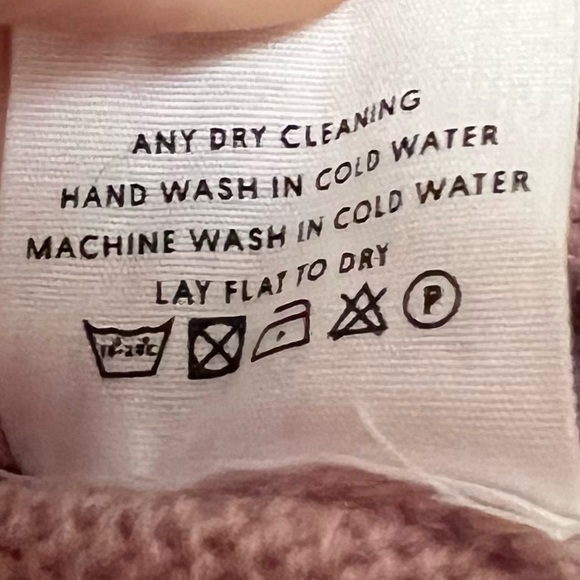 ANY DRY CLEANING
HAND WASH IN COLD WATER
MACHINE WASH IN COLD WATER
LAY FLAT TO DRY
P